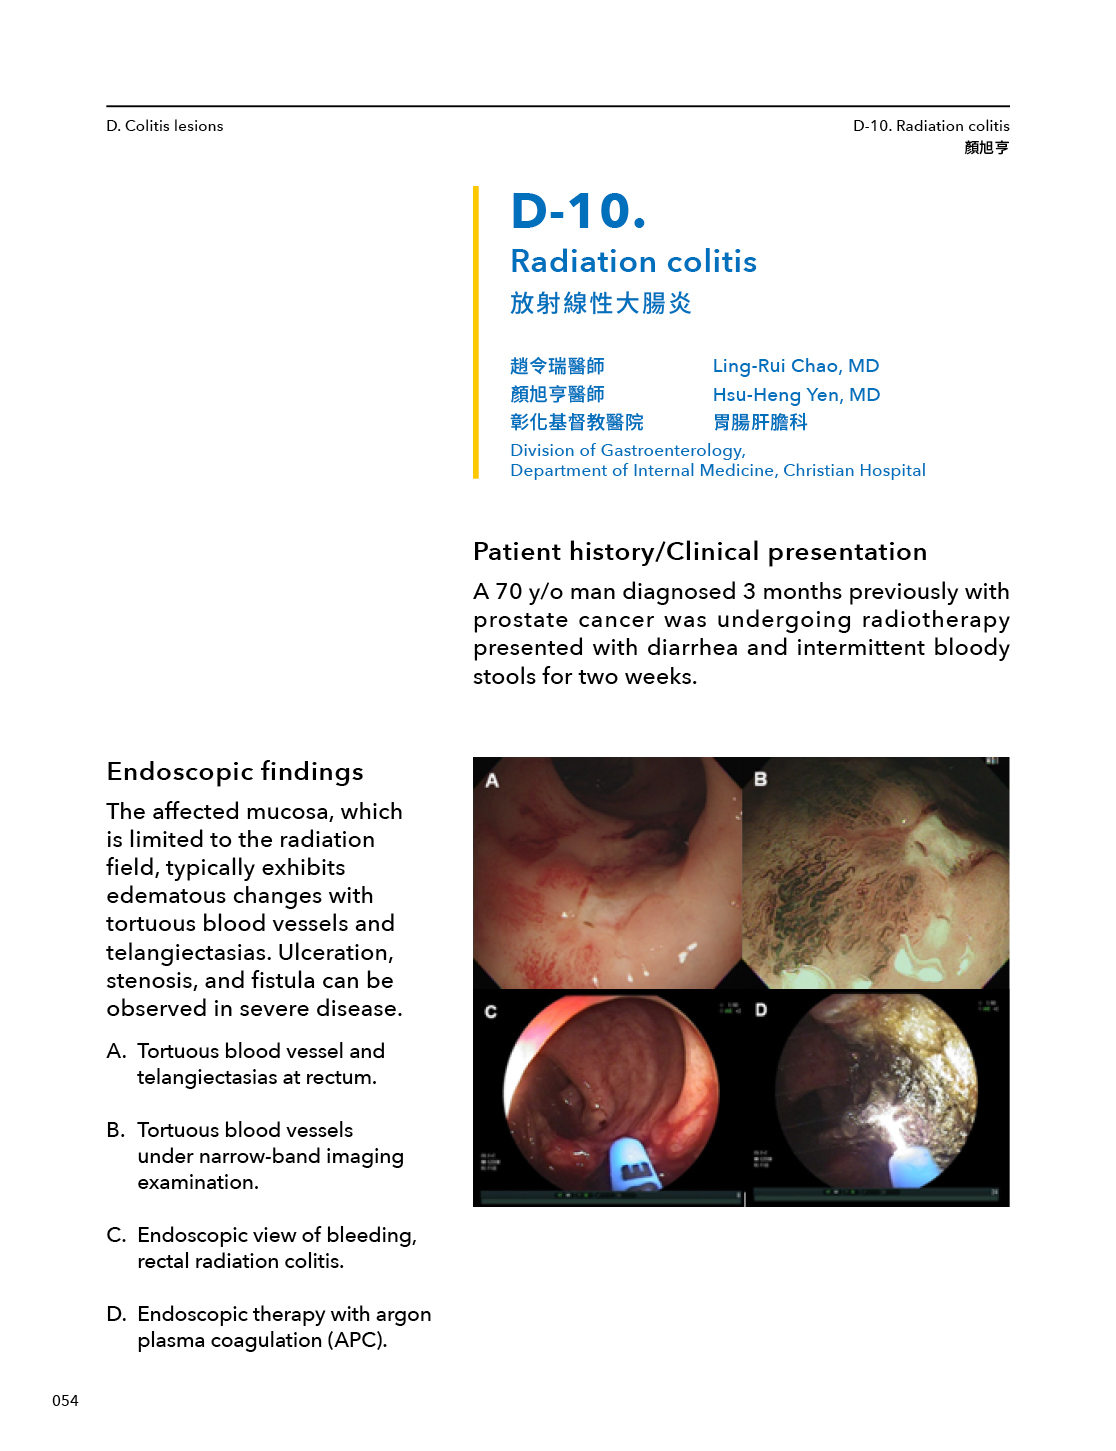 D. Colitis lesions
D-10. Radiation colitis
顏旭亨
D-10.
Radiation colitis
放射線性大腸炎
趙令瑞醫師 Ling-Rui Chao, MD
顏旭亨醫師 Hsu-Heng Yen, MD
彰化基督教醫院 胃腸肝膽科
Division of Gastroenterology,
Department of Internal Medicine, Christian Hospital
Patient history/Clinical presentation
A 70 y/o man diagnosed 3 months previously with
prostate cancer was undergoing radiotherapy
presented with diarrhea and intermittent bloody
stools for two weeks.
Endoscopic findings
The affected mucosa, which
is limited to the radiation
field, typically exhibits
edematous changes with
tortuous blood vessels and
telangiectasias. Ulceration,
stenosis, and fistula can be
observed in severe disease.
A. Tortuous blood vessel and
telangiectasias at rectum.
B. Tortuous blood vessels
under narrow-band imaging
examination.
C. Endoscopic view of bleeding,
rectal radiation colitis.
D. Endoscopic therapy with argon
plasma coagulation (APC).
A
B
C
D
054